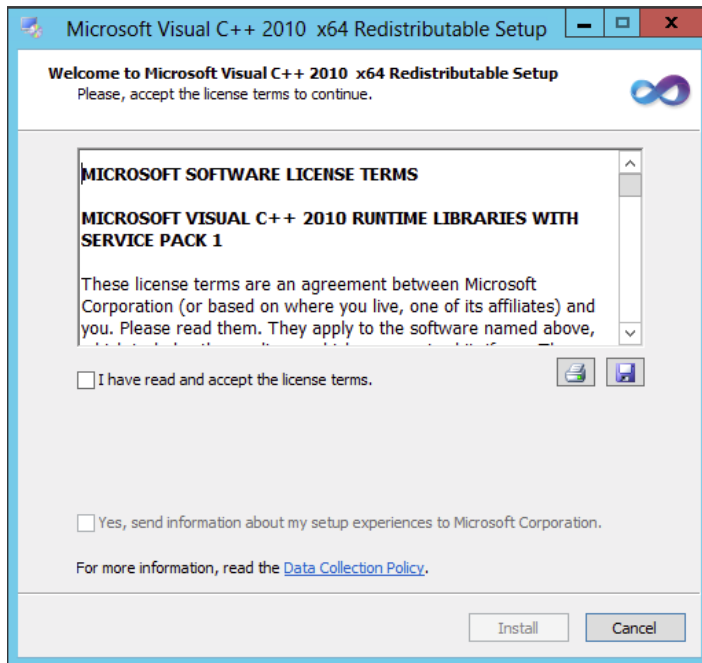 Microsoft Visual C++ 2010  x64 Redistributable Setup
Welcome to Microsoft Visual C++ 2010  x64 Redistributable Setup
Please, accept the license terms to continue.
MICROSOFT SOFTWARE LICENSE TERMS
MICROSOFT VISUAL C++ 2010 RUNTIME LIBRARIES WITH
SERVICE PACK 1
These license terms are an agreement between Microsoft
Corporation (or based on where you live, one of its affiliates) and
you. Please read them. They apply to the software named above,
I have read and accept the license terms.
Yes, send information about my setup experiences to Microsoft Corporation.
For more information, read the Data Collection Policy.
Install
Cancel